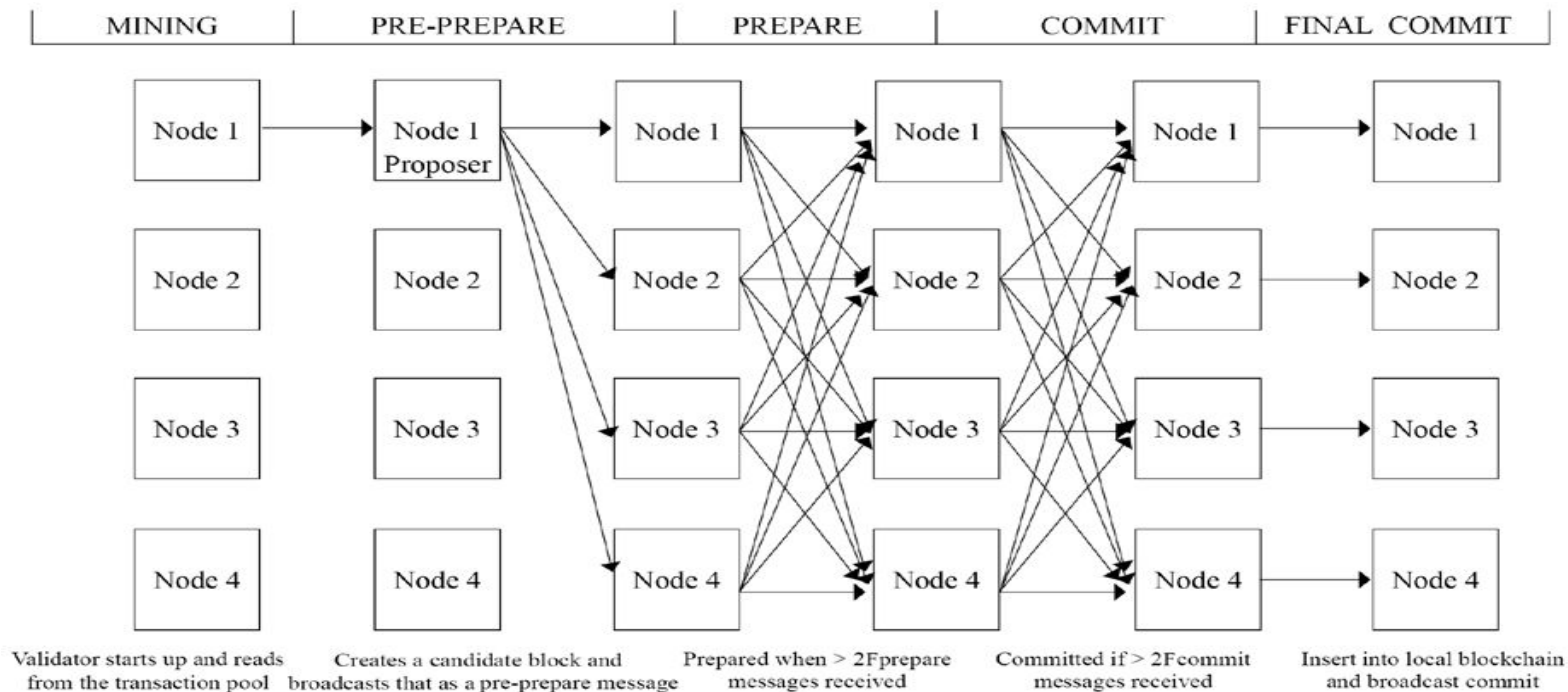 MINING PRE-PREPARE PREPARE COMMIT FINAL COMMIT
Node 1 Node 1 Node 1 Node 1 Node 1 Node 1
Proposer
Node 2 Node 2 Node 2 Node 2 Node 2 Node 2
Node 3 Node 3 Node 3 Node 3 Node 3 Node 3
Node 4 Node 4 Node 4 Node 4 Node 4 Node 4
Validator starts up and reads
from the transaction pool
Creates a candidate block and
broadcasts that as a pre-prepare message
Prepared when > 2Fprepare
messages received
Committed if > 2Fcommit
messages received
Insert into local blockchain
and broadcast commit